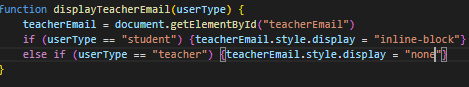 function displayTeacherEmail(userType) {
    teacherEmail = document.getElementById("teacherEmail")
    if (userType == "student") {teacherEmail.style.display = "inline-block"}
    else if (userType == "teacher") {teacherEmail.style.display = "none"}
}